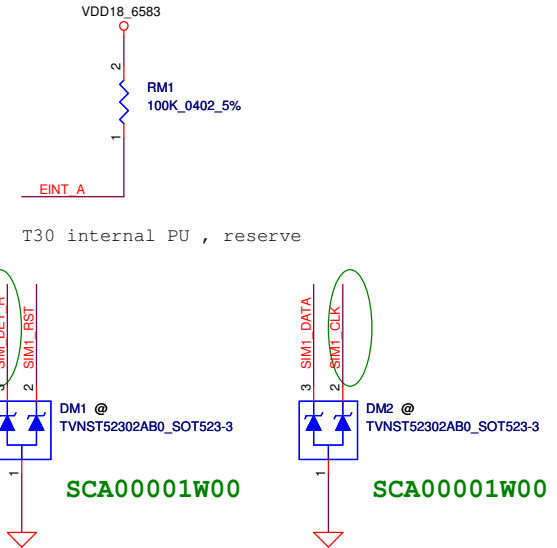 VDD18_6583
2
RM1
100K_0402_5%
1
EINT_A
T30 internal PU , reserve
SIM1_RST
SIM1_DATA
SIM1_CLK
2
3
2
DM1 @
TVNST52302AB0_SOT523-3
DM2 @
TVNST52302AB0_SOT523-3
1
SCA00001W00
1
SCA00001W00